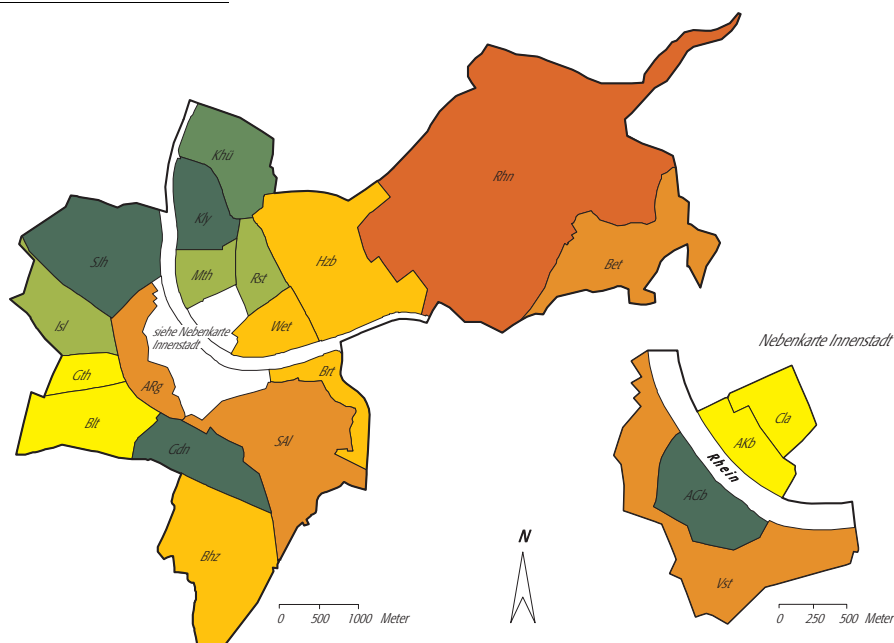 Khü
Rhn
Kly
SJh
Hzb
Bet
Mth
Rst
Isl
siehe Nebenkarte
Innenstadt
Wet
Nebenkarte Innenstadt
Gth
ARg
Brt
Blt
Gdn
SAl
Cla
AKb
Rhein
AGb
Bhz
N
Vst
0 500 1000 Meter
0 250 500 Meter